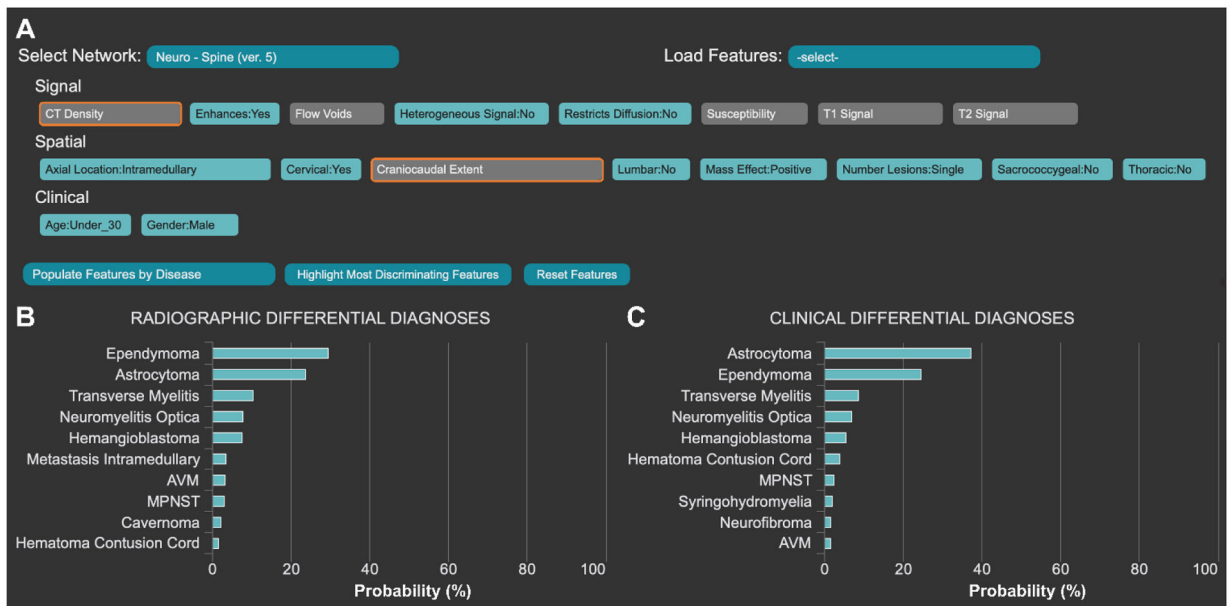 A
Select Network: Neuro - Spine (ver. 5) Load Features: -select-
Signal
CT Density Enhances:Yes Flow Voids Heterogeneous Signal:No Restricts Diffusion:No Susceptibility T1 Signal T2 Signal
Spatial
Axial Location:Intramedullary Cervical:Yes Craniocaudal Extent Lumbar:No Mass Effect:Positive Number Lesions:Single Sacrococcygeal:No Thoracic:No
Clinical
Age:Under_30 Gender:Male
Populate Features by Disease Highlight Most Discriminating Features Reset Features
B RADIOGRAPHIC DIFFERENTIAL DIAGNOSES
Ependymoma
Astrocytoma
Transverse Myelitis
Neuromyelitis Optica
Hemangioblastoma
Metastasis Intramedullary
AVM
MPNST
Cavernoma
Hematoma Contusion Cord
0 20 40 60 80 100
Probability (%)
C CLINICAL DIFFERENTIAL DIAGNOSES
Astrocytoma
Ependymoma
Transverse Myelitis
Neuromyelitis Optica
Hemangioblastoma
Hematoma Contusion Cord
MPNST
Syringohydromyelia
Neurofibroma
AVM
0 20 40 60 80 100
Probability (%)